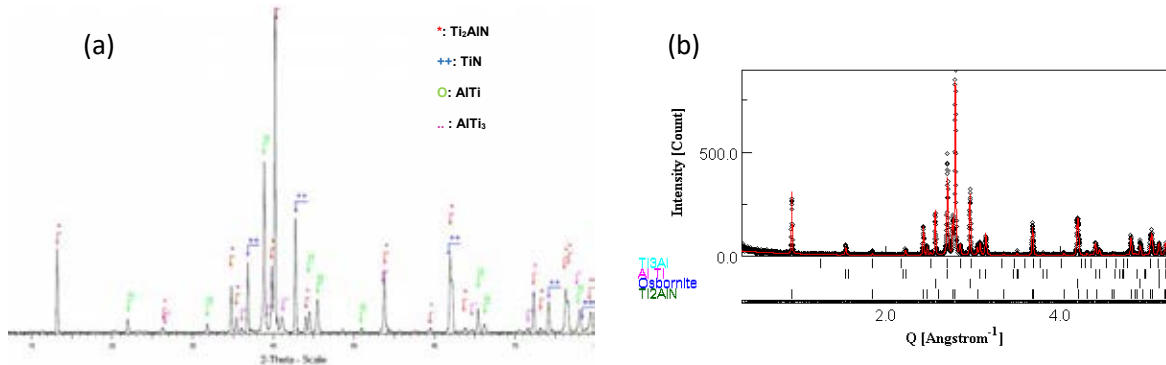 (a)
*: Ti₂AlN
++: TiN
O: AlTi
.. : AlTi₃
++
++
++
++
2-Theta - Scale
(b)
Intensity [Count]
500.0
0.0
Ti3Al
Al Ti
Osbornite
Ti2AlN
2.0
4.0
Q [Angstrom⁻¹]